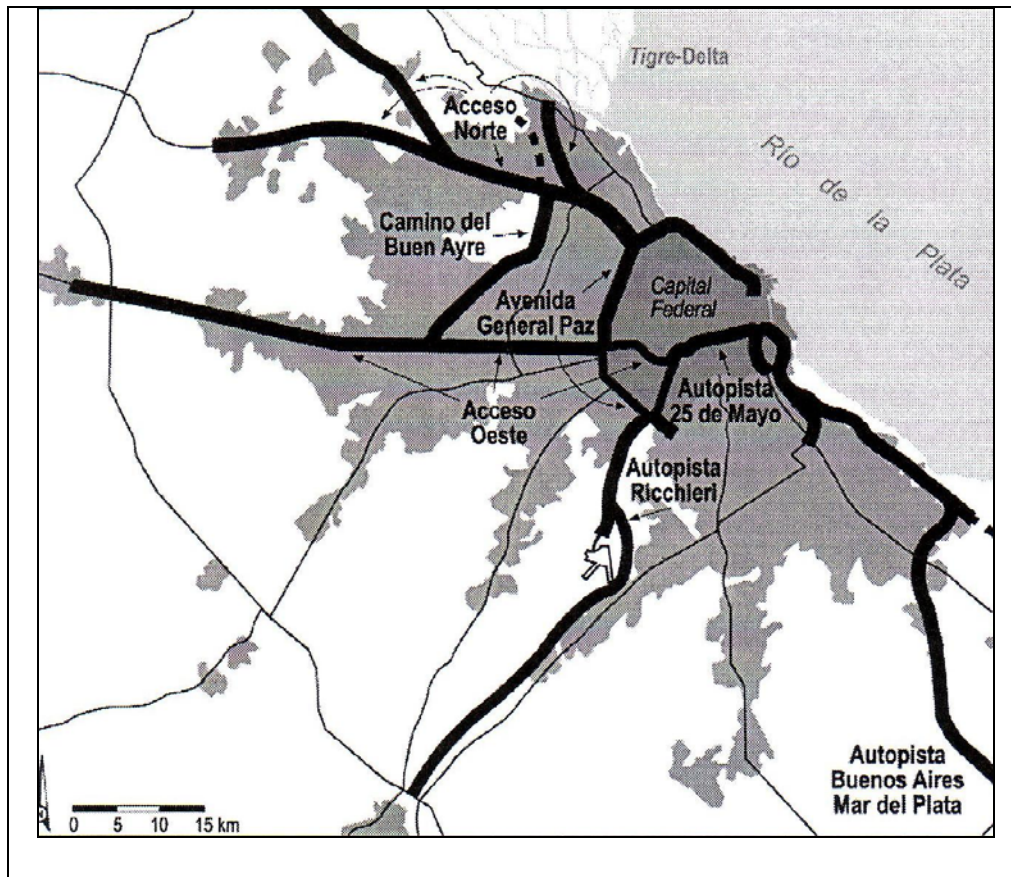 Tigre-Delta
Río de la Plata
Acceso
Norte
Camino del
Buen Ayre
Avenida
General Paz
Capital
Federal
Acceso
Oeste
Autopista
25 de Mayo
Autopista
Ricchieri
Autopista
Buenos Aires
Mar del Plata
0 5 10 15 km